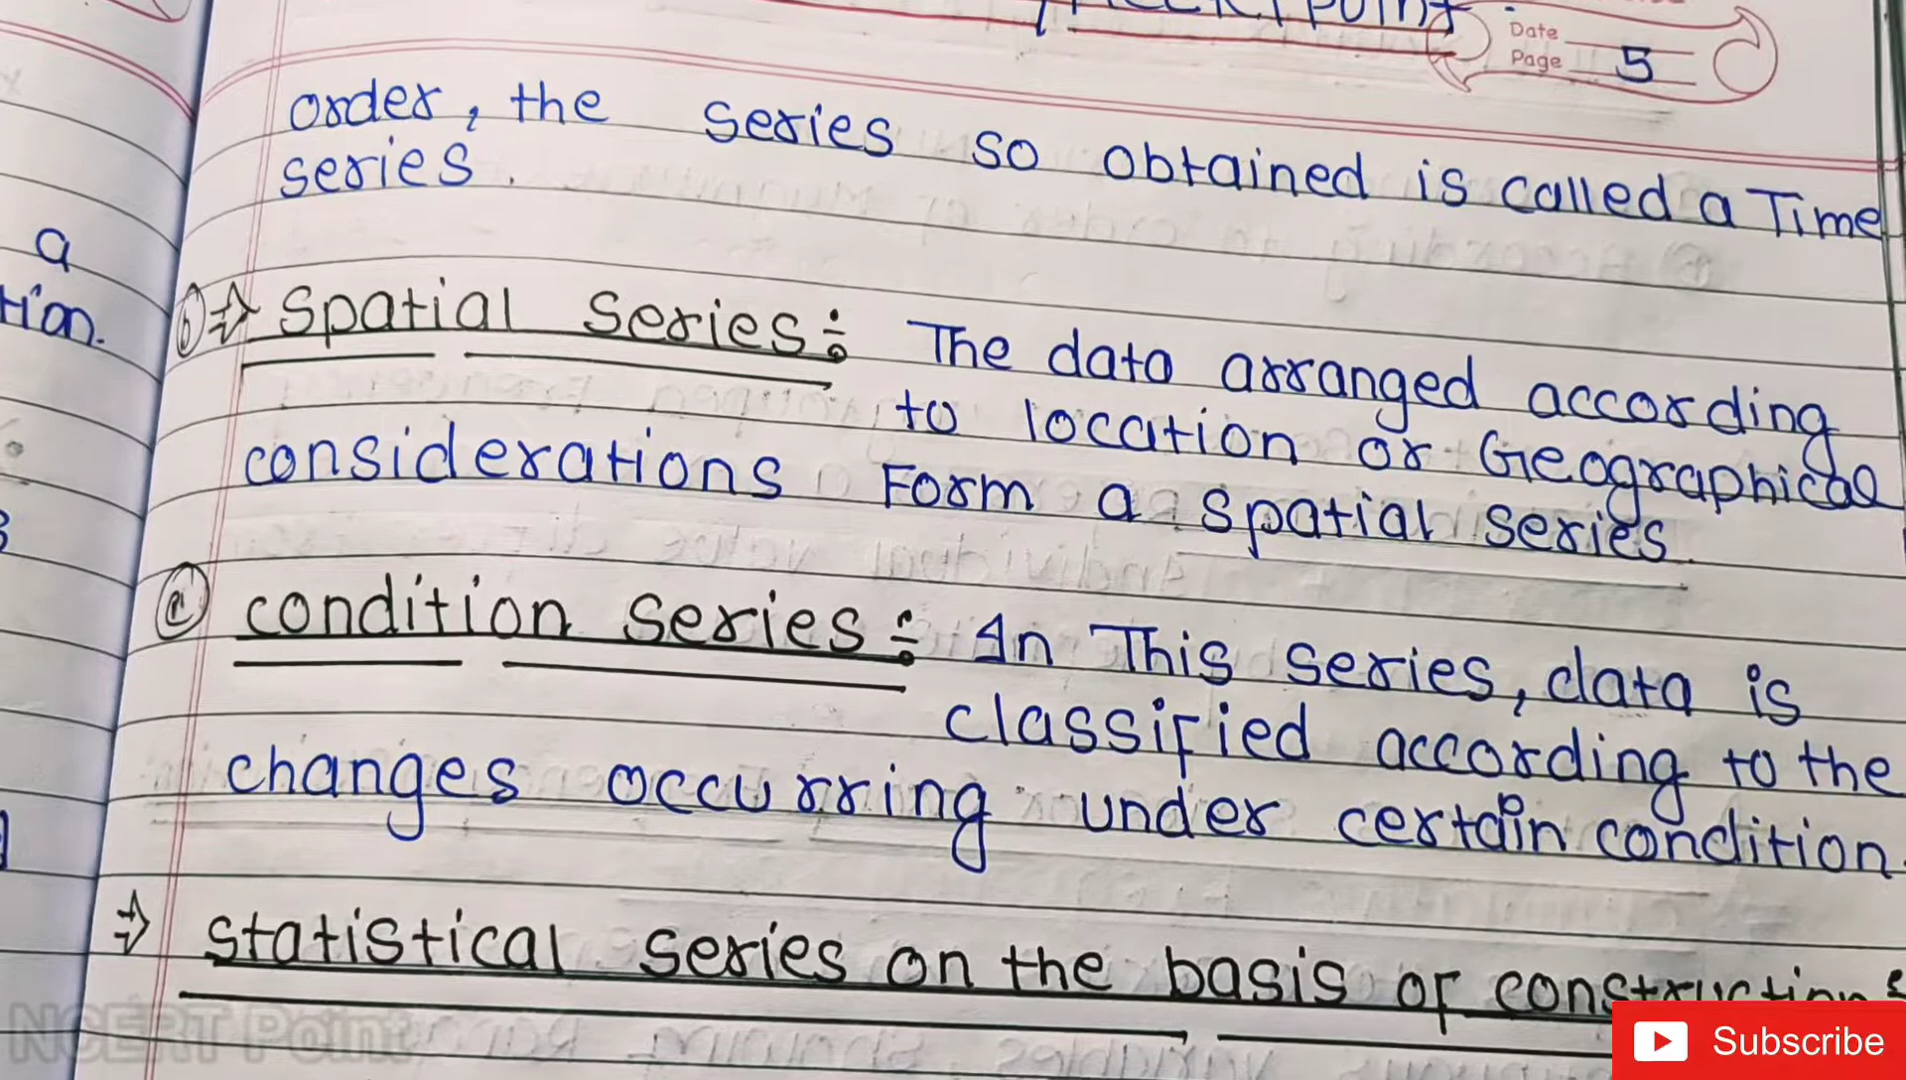 NCERT Point
Date
Page 5
order, the series so obtained is called a Time
series.
a
tion.
(b) ⇒ Spatial Series :- The data arranged according
to location or Geographical
considerations Form a spatial series.
(c) condition series :- In This series, data is
classified according to the
changes occurring under certain condition.
⇒ statistical series on the basis of construction
NCERT Point
Subscribe